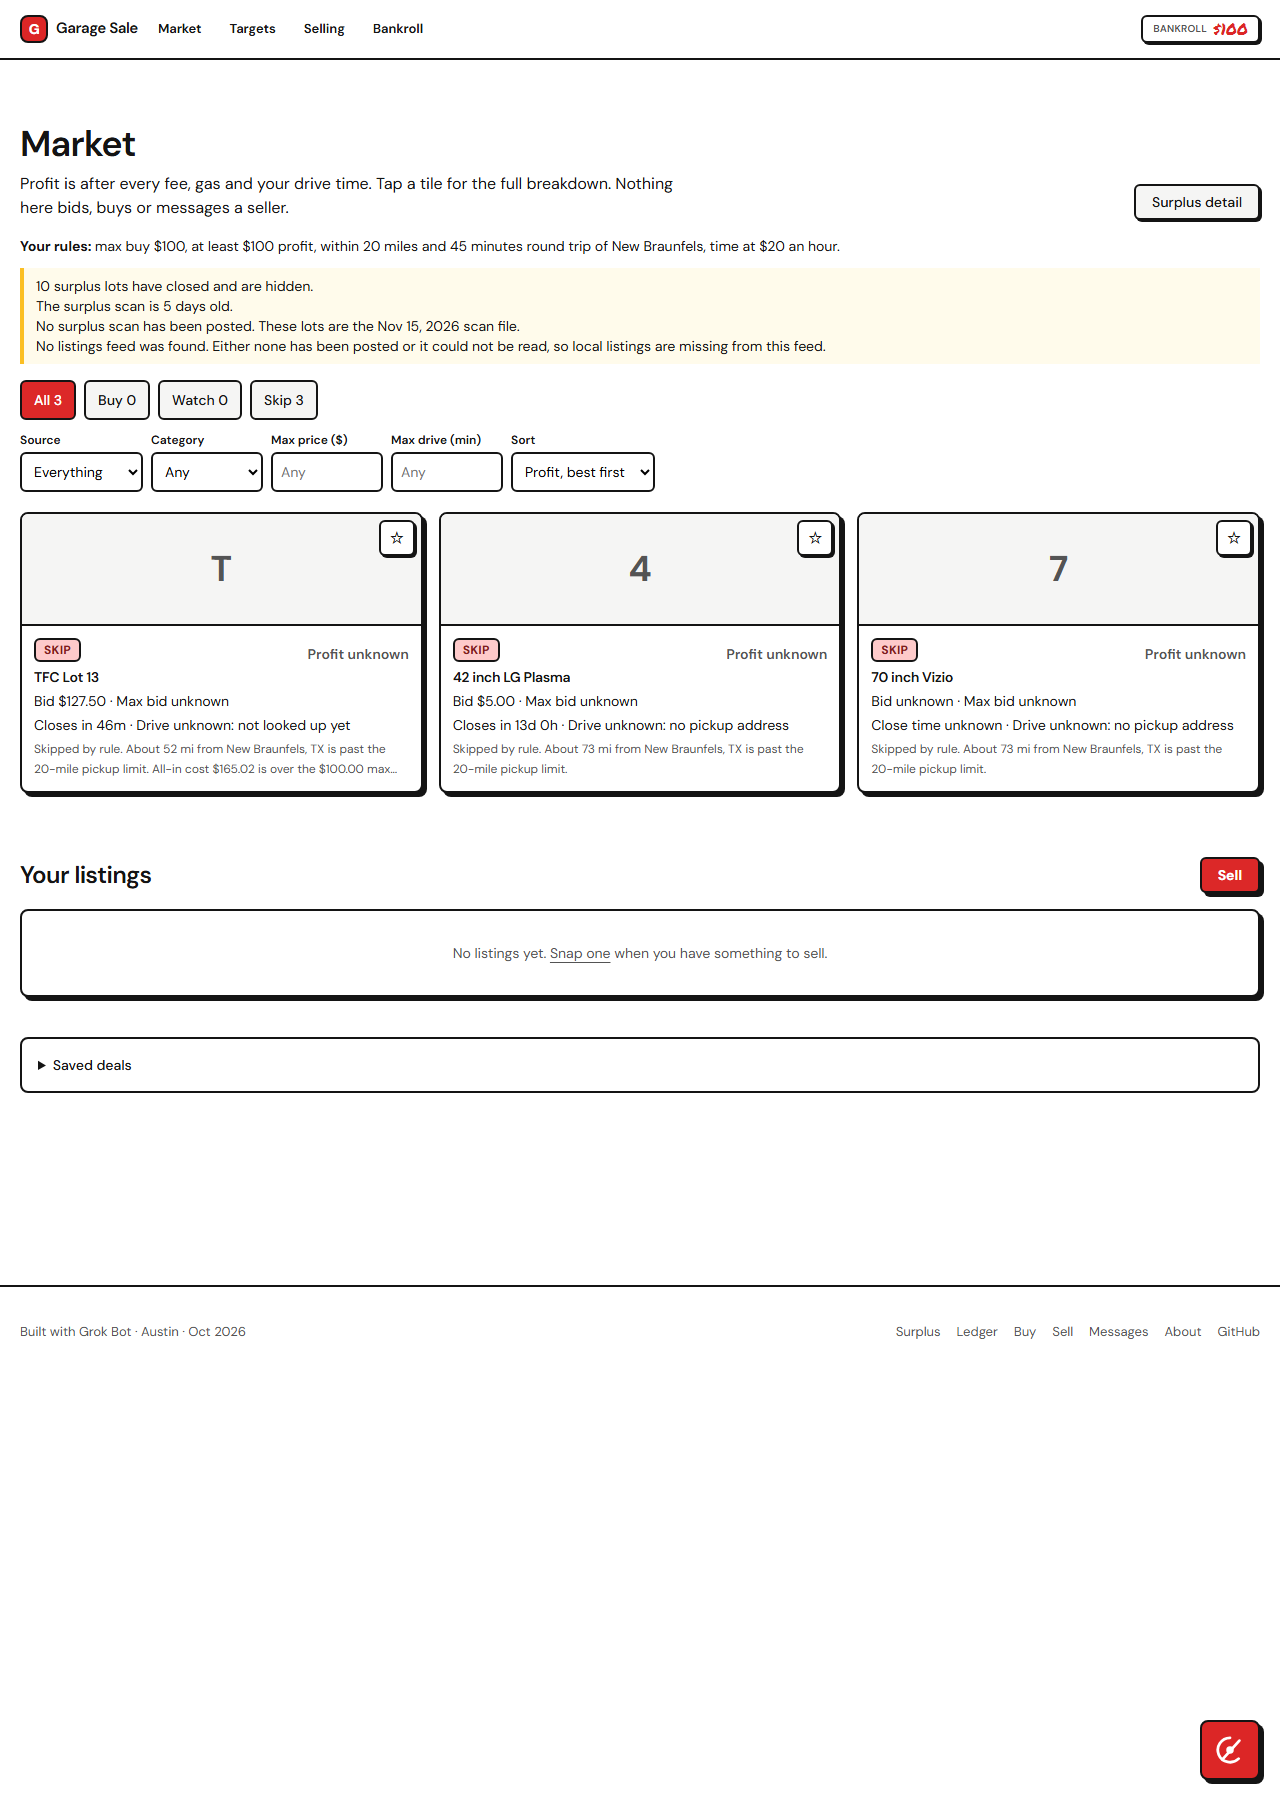 G Garage Sale Market Targets Selling Bankroll BANKROLL $100
Market
Profit is after every fee, gas and your drive time. Tap a tile for the full breakdown. Nothing
here bids, buys or messages a seller.
Surplus detail
Your rules: max buy $100, at least $100 profit, within 20 miles and 45 minutes round trip of New Braunfels, time at $20 an hour.
10 surplus lots have closed and are hidden.
The surplus scan is 5 days old.
No surplus scan has been posted. These lots are the Nov 15, 2026 scan file.
No listings feed was found. Either none has been posted or it could not be read, so local listings are missing from this feed.
All 3 Buy 0 Watch 0 Skip 3
Source Category Max price ($) Max drive (min) Sort
Everything Any Any Any Profit, best first
T
SKIP
Profit unknown
TFC Lot 13
Bid $127.50 · Max bid unknown
Closes in 46m · Drive unknown: not looked up yet
Skipped by rule. About 52 mi from New Braunfels, TX is past the
20-mile pickup limit. All-in cost $165.02 is over the $100.00 max…
4
SKIP
Profit unknown
42 inch LG Plasma
Bid $5.00 · Max bid unknown
Closes in 13d 0h · Drive unknown: no pickup address
Skipped by rule. About 73 mi from New Braunfels, TX is past the
20-mile pickup limit.
7
SKIP
Profit unknown
70 inch Vizio
Bid unknown · Max bid unknown
Close time unknown · Drive unknown: no pickup address
Skipped by rule. About 73 mi from New Braunfels, TX is past the
20-mile pickup limit.
Your listings
Sell
No listings yet. Snap one when you have something to sell.
Saved deals
Built with Grok Bot · Austin · Oct 2026
Surplus Ledger Buy Sell Messages About GitHub